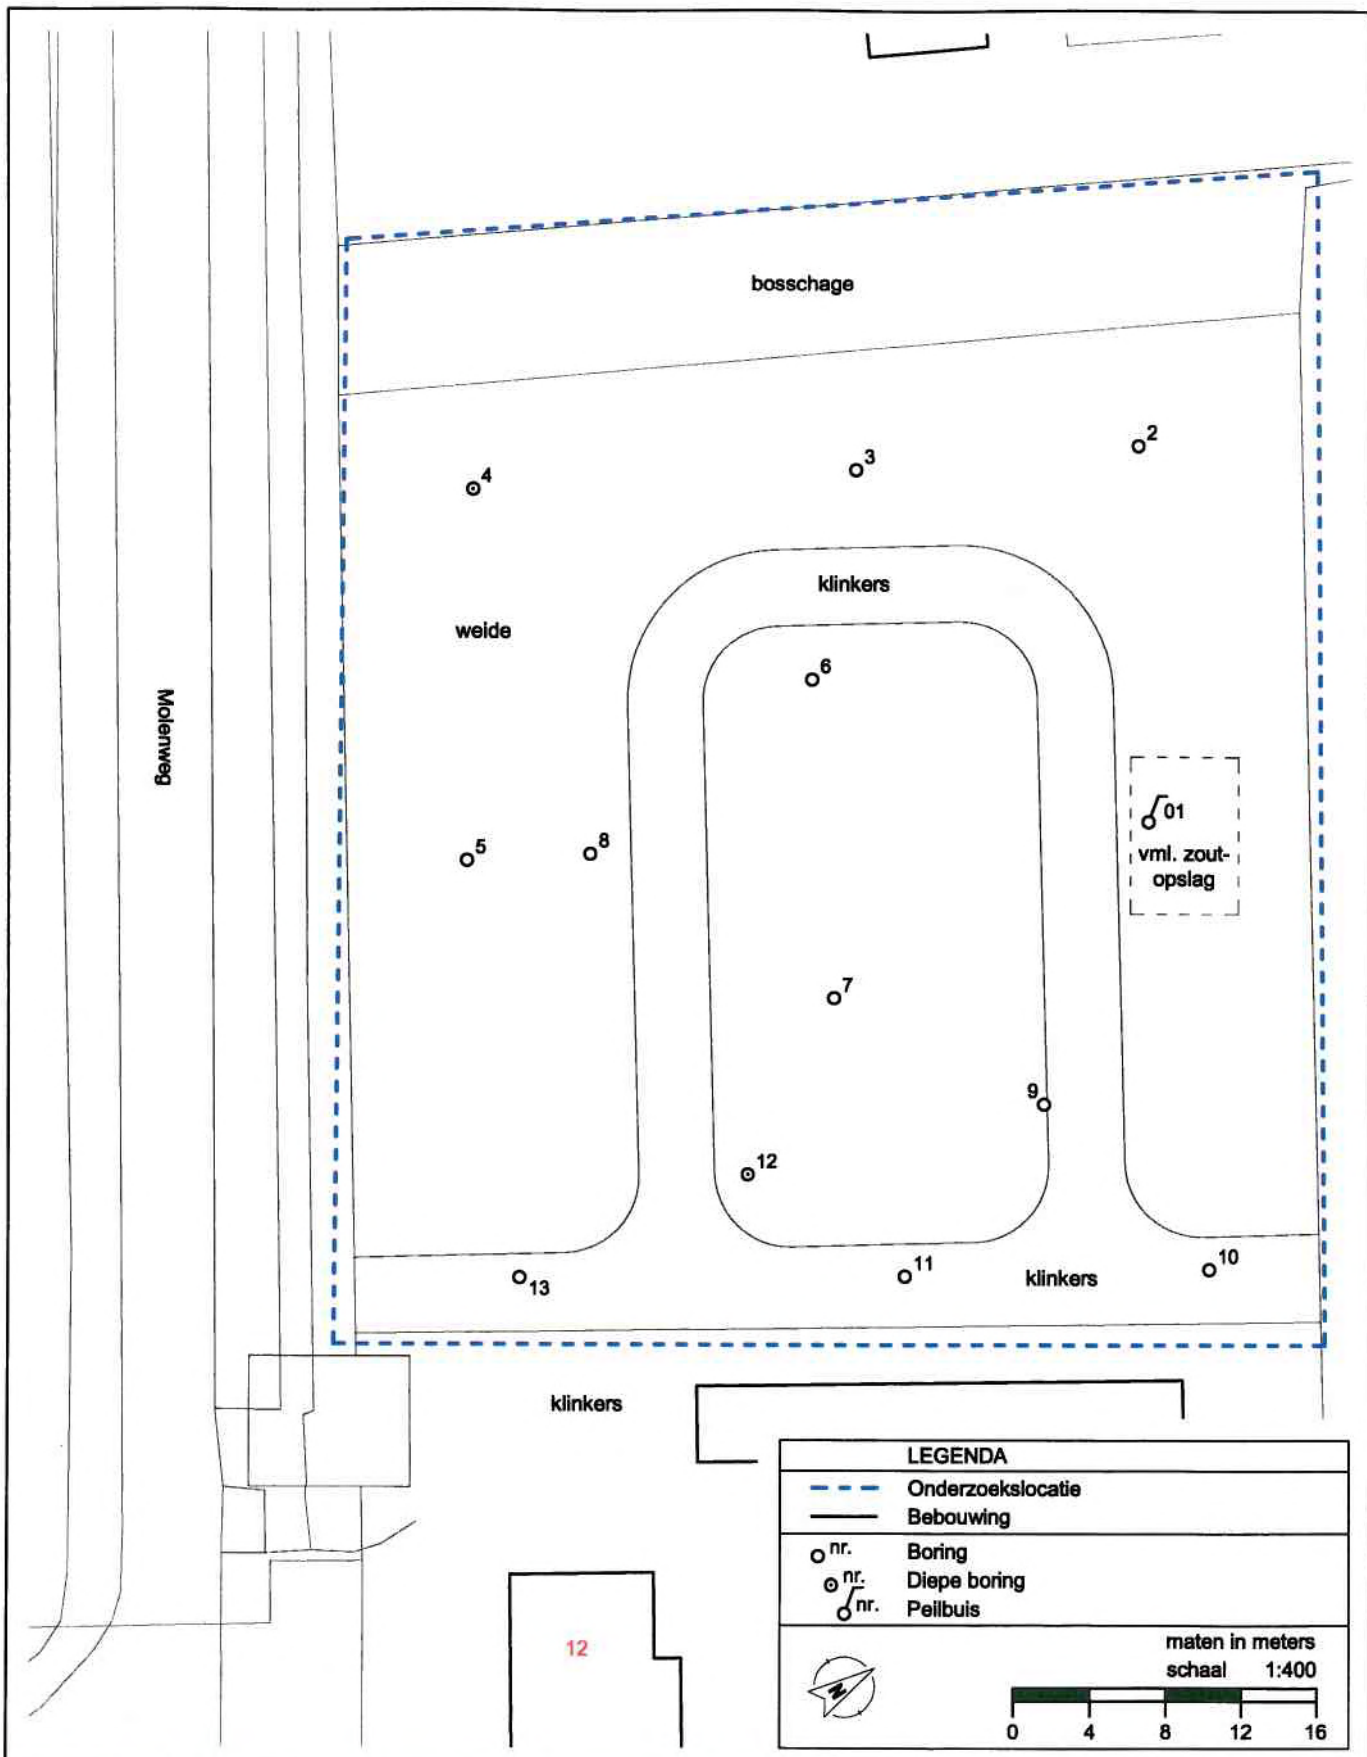 bosschage
2
3
4
klinkers
weide
6
Molenweg
01
vml. zout-
opslag
5
8
7
9
12
10
11
klinkers
13
klinkers
LEGENDA
Onderzoekslocatie
Bebouwing
nr. Boring
nr. Diepe boring
nr. Peilbuis
12
maten in meters
schaal 1:400
N
0 4 8 12 16